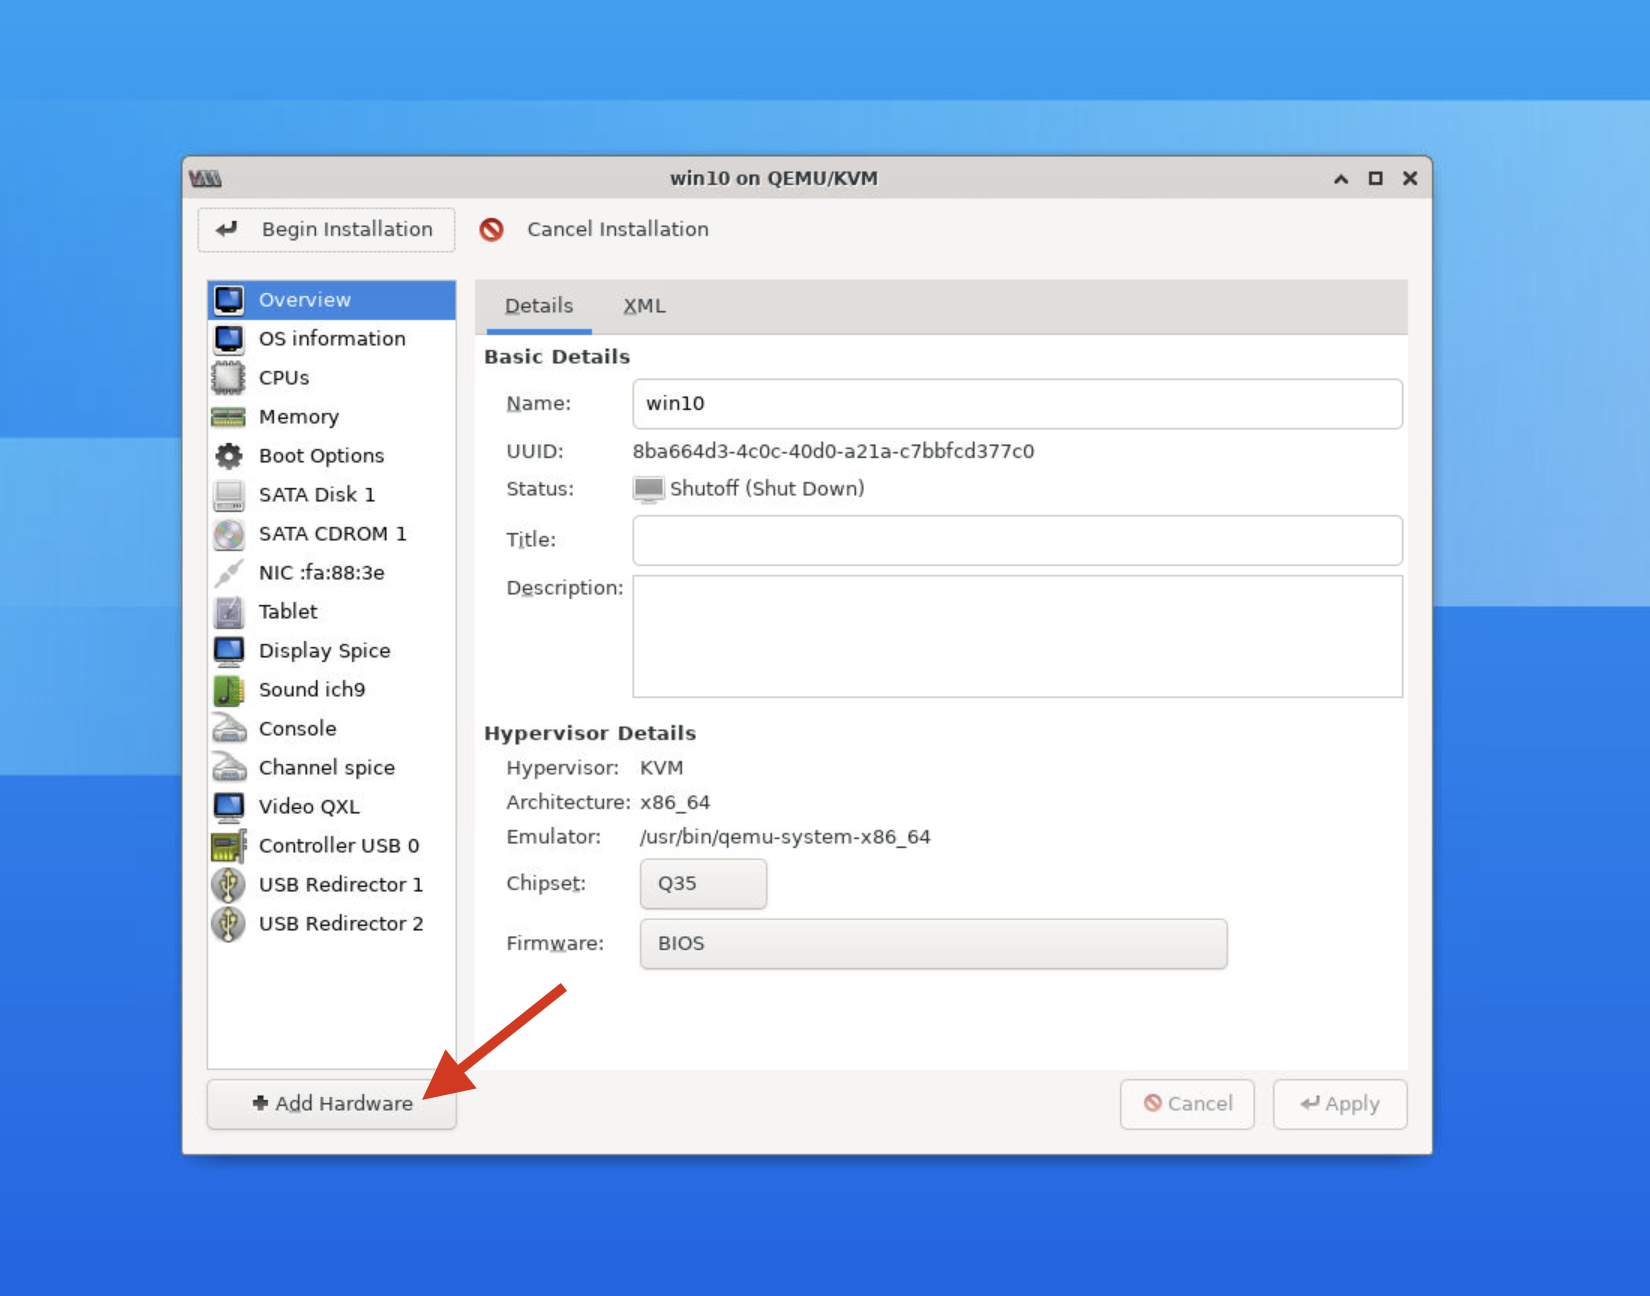 win10 on QEMU/KVM
Begin Installation
Cancel Installation
Overview
OS information
CPUs
Memory
Boot Options
SATA Disk 1
SATA CDROM 1
NIC :fa:88:3e
Tablet
Display Spice
Sound ich9
Console
Channel spice
Video QXL
Controller USB 0
USB Redirector 1
USB Redirector 2
Add Hardware
Details XML
Basic Details
Name: win10
UUID: 8ba664d3-4c0c-40d0-a21a-c7bbfcd377c0
Status: Shutoff (Shut Down)
Title:
Description:
Hypervisor Details
Hypervisor: KVM
Architecture: x86_64
Emulator: /usr/bin/qemu-system-x86_64
Chipset: Q35
Firmware: BIOS
Cancel
Apply